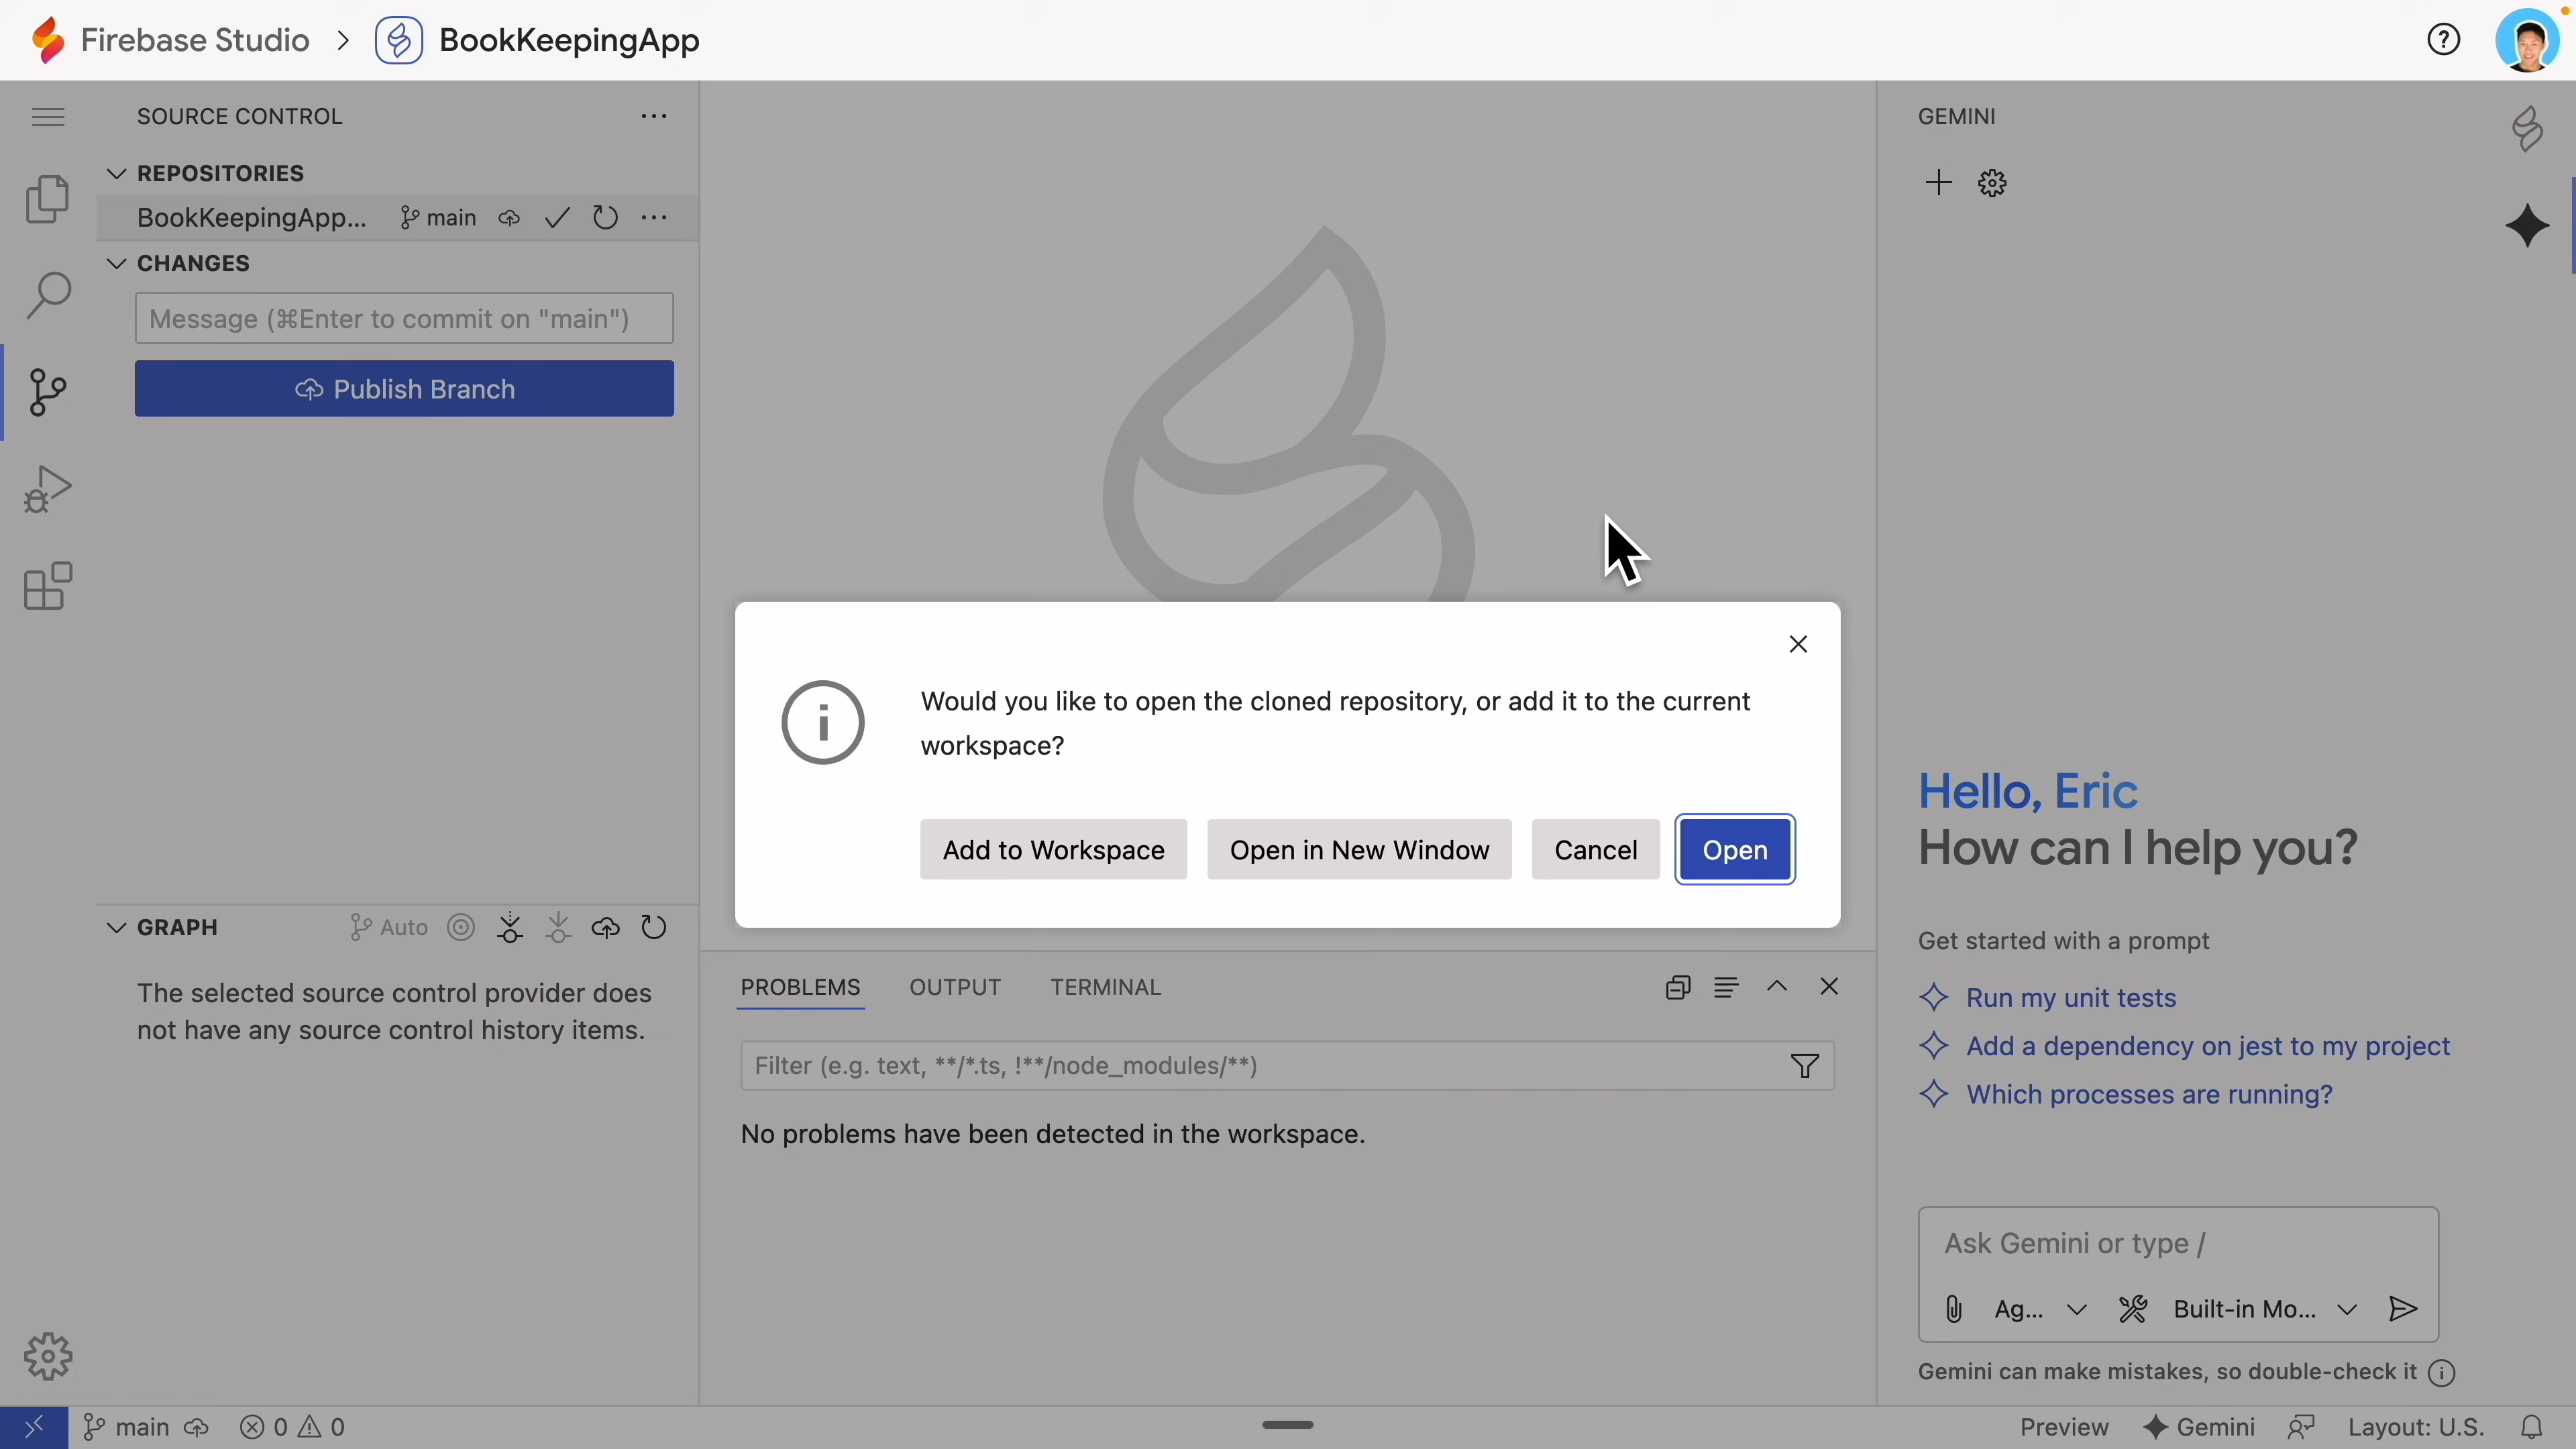 Firebase Studio
BookKeepingApp
SOURCE CONTROL
REPOSITORIES
BookKeepingApp... main
CHANGES
Message (⌘Enter to commit on "main")
Publish Branch
GRAPH
Auto
The selected source control provider does
not have any source control history items.
Would you like to open the cloned repository, or add it to the current
workspace?
Add to Workspace
Open in New Window
Cancel
Open
PROBLEMS
OUTPUT
TERMINAL
Filter (e.g. text, **/*.ts, !**/node_modules/**)
No problems have been detected in the workspace.
GEMINI
Hello, Eric
How can I help you?
Get started with a prompt
Run my unit tests
Add a dependency on jest to my project
Which processes are running?
Ask Gemini or type /
Ag...
Built-in Mo...
Gemini can make mistakes, so double-check it
main
0
0
Preview
Gemini
Layout: U.S.